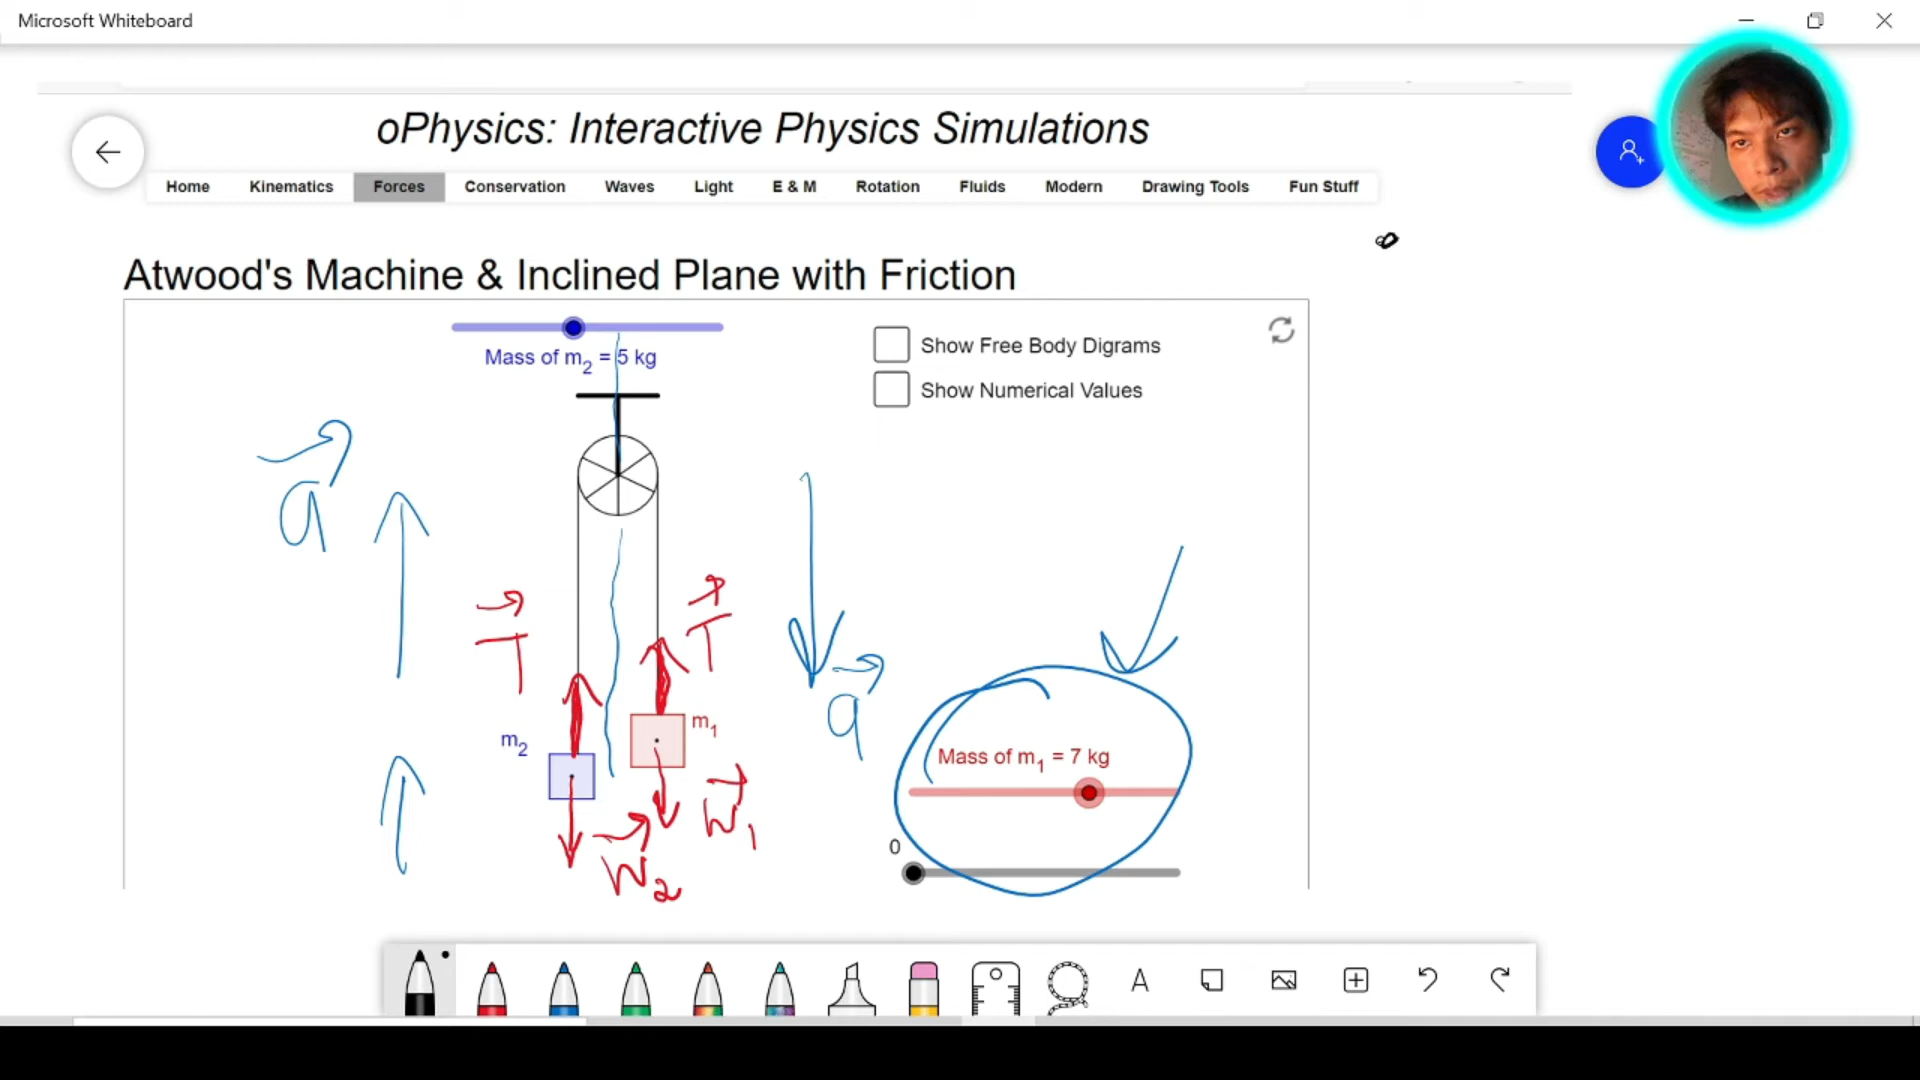 Microsoft Whiteboard
oPhysics: Interactive Physics Simulations
Home Kinematics Forces Conservation Waves Light E & M Rotation Fluids Modern Drawing Tools Fun Stuff
Atwood's Machine & Inclined Plane with Friction
Mass of m₂ = 5 kg
Show Free Body Digrams
Show Numerical Values
a
T
T
a
m₂
m₁
Mass of m₁ = 7 kg
W₁
W₂
0
A